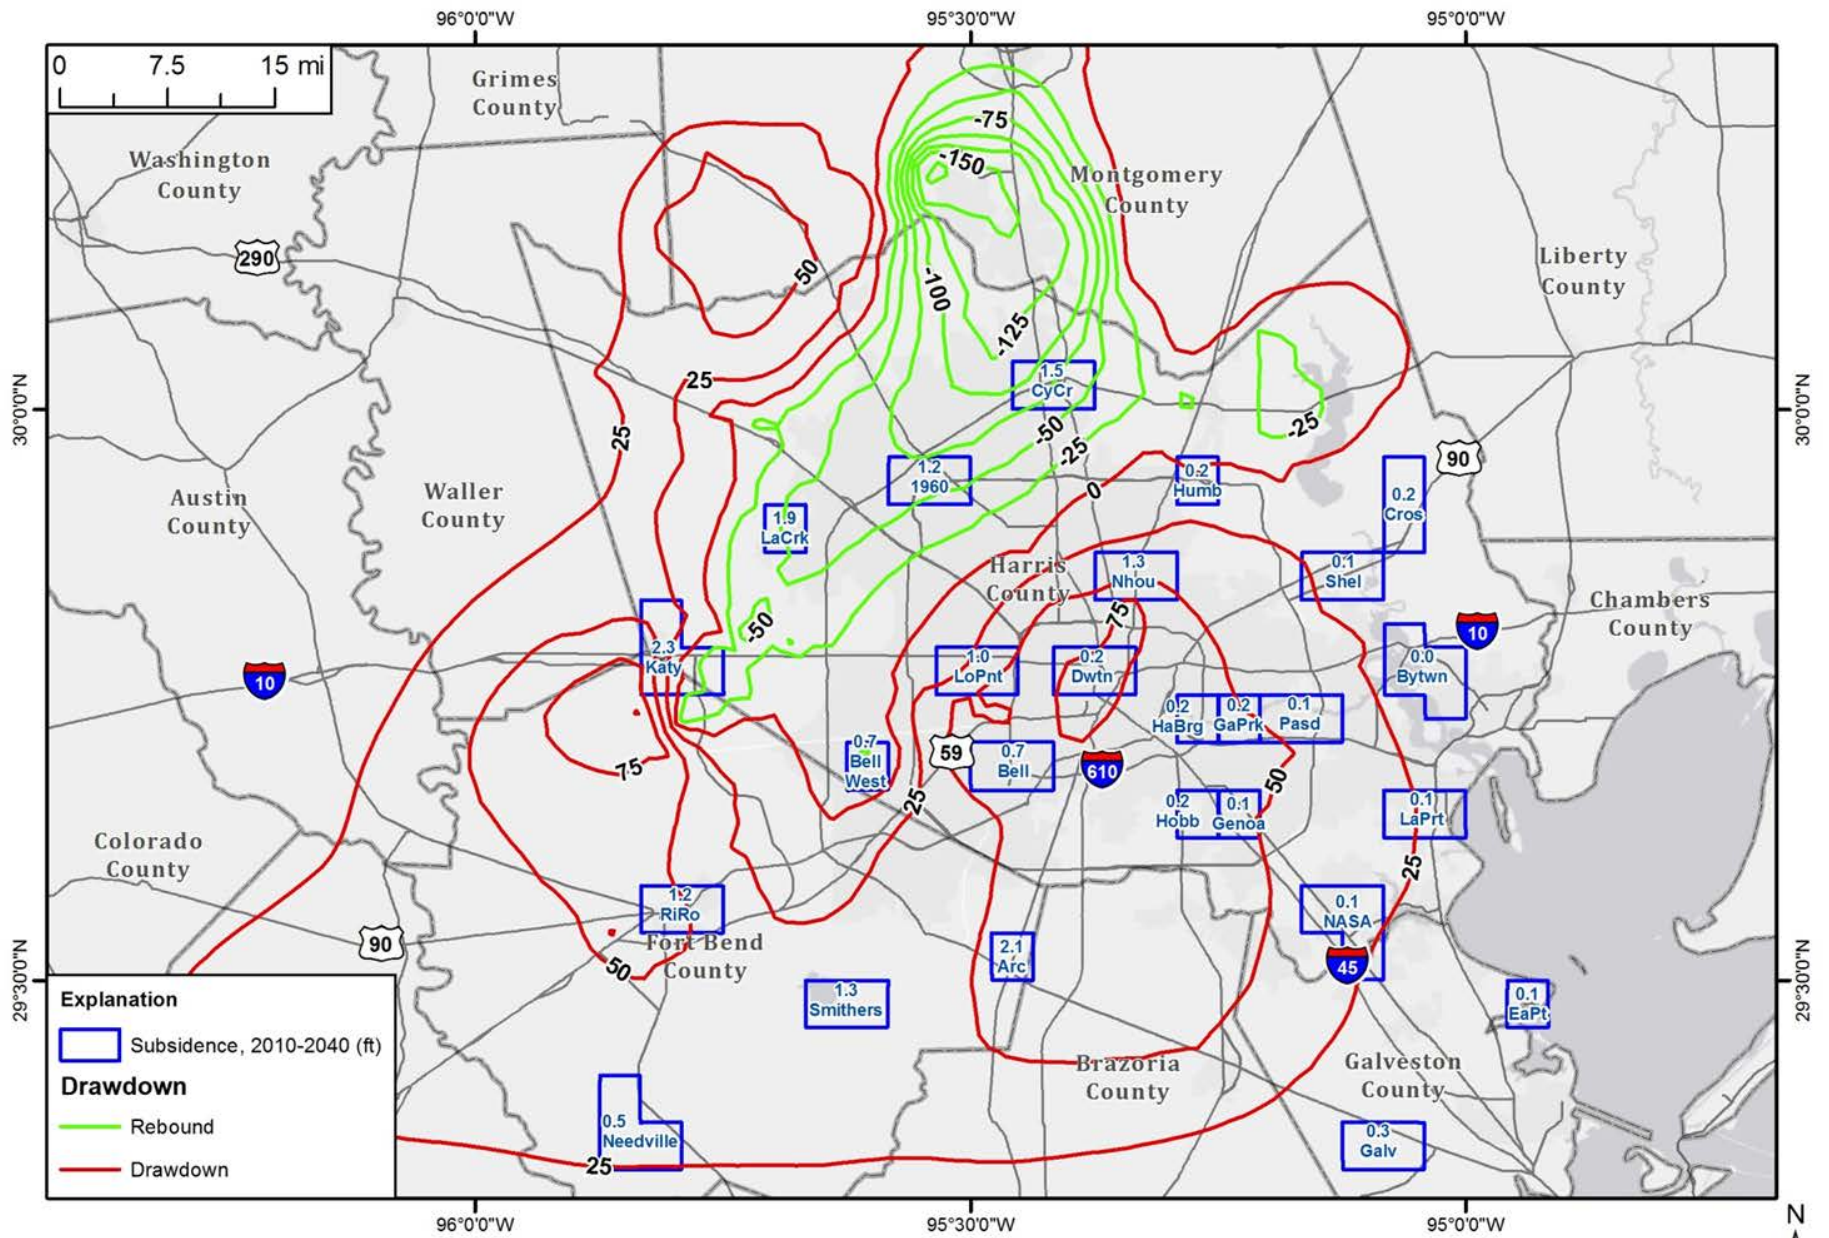 96°0'0"W
95°30'0"W
95°0'0"W
0
7.5
15 mi
Grimes
County
-75
-150
Washington
County
Montgomery
County
290
50
Liberty
County
-100
-125
25
1.5
CyCr
30°0'0"N
30°0'0"N
25
-50
-25
-25
90
1.2
1960
0
0.2
Humb
0.2
Cros
Austin
County
Waller
County
1.9
LaCrk
Harris
County
1.3
Nhou
0.1
Shel
75
Chambers
County
-50
10
10
2.3
Katy
1.0
LoPnt
0.2
Dwtn
0.0
Bytwn
0.2
HaBrg
0.2
GaPrk
0.1
Pasd
75
0.7
Bell
West
59
0.7
Bell
610
50
25
0.2
Hobb
0.1
Genoa
0.1
LaPrt
Colorado
County
25
1.2
RiRo
0.1
NASA
90
Fort Bend
County
50
2.1
Arc
45
29°30'0"N
29°30'0"N
1.3
Smithers
0.1
EaPt
Explanation
Subsidence, 2010-2040 (ft)
Drawdown
Rebound
Drawdown
Brazoria
County
Galveston
County
0.5
Needville
25
0.3
Galv
96°0'0"W
95°30'0"W
95°0'0"W
N